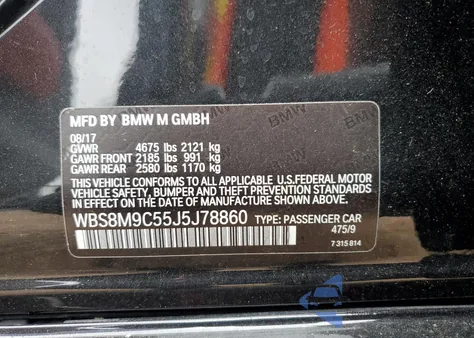 MFD BY BMW M GMBH
08/17
GVWR 4675 lbs 2121 kg
GAWR FRONT 2185 lbs 991 kg
GAWR REAR 2580 lbs 1170 kg
THIS VEHICLE CONFORMS TO ALL APPLICABLE U.S.FEDERAL MOTOR
VEHICLE SAFETY, BUMPER AND THEFT PREVENTION STANDARDS
IN EFFECT ON THE DATE OF MANUFACTURE SHOWN ABOVE.
WBS8M9C55J5J78860 TYPE: PASSENGER CAR
475/9
7 315 814